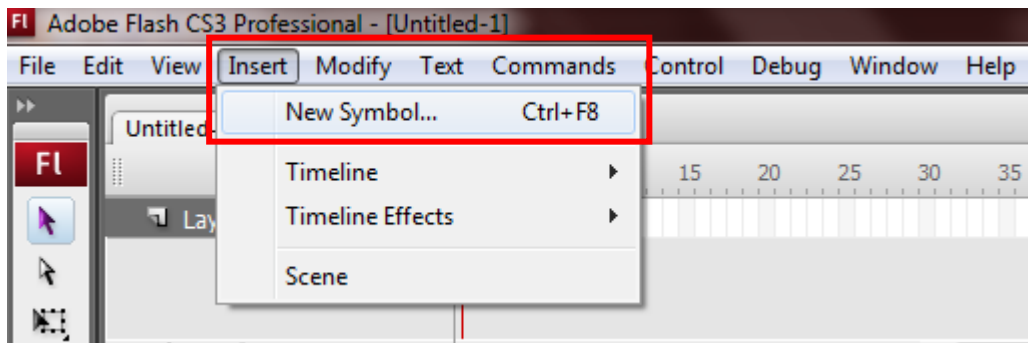 Fl Adobe Flash CS3 Professional - [Untitled-1]
File Edit View Insert Modify Text Commands Control Debug Window Help
New Symbol... Ctrl+F8
Untitled-
Fl
Timeline
15 20 25 30 35
Lay
Timeline Effects
Scene